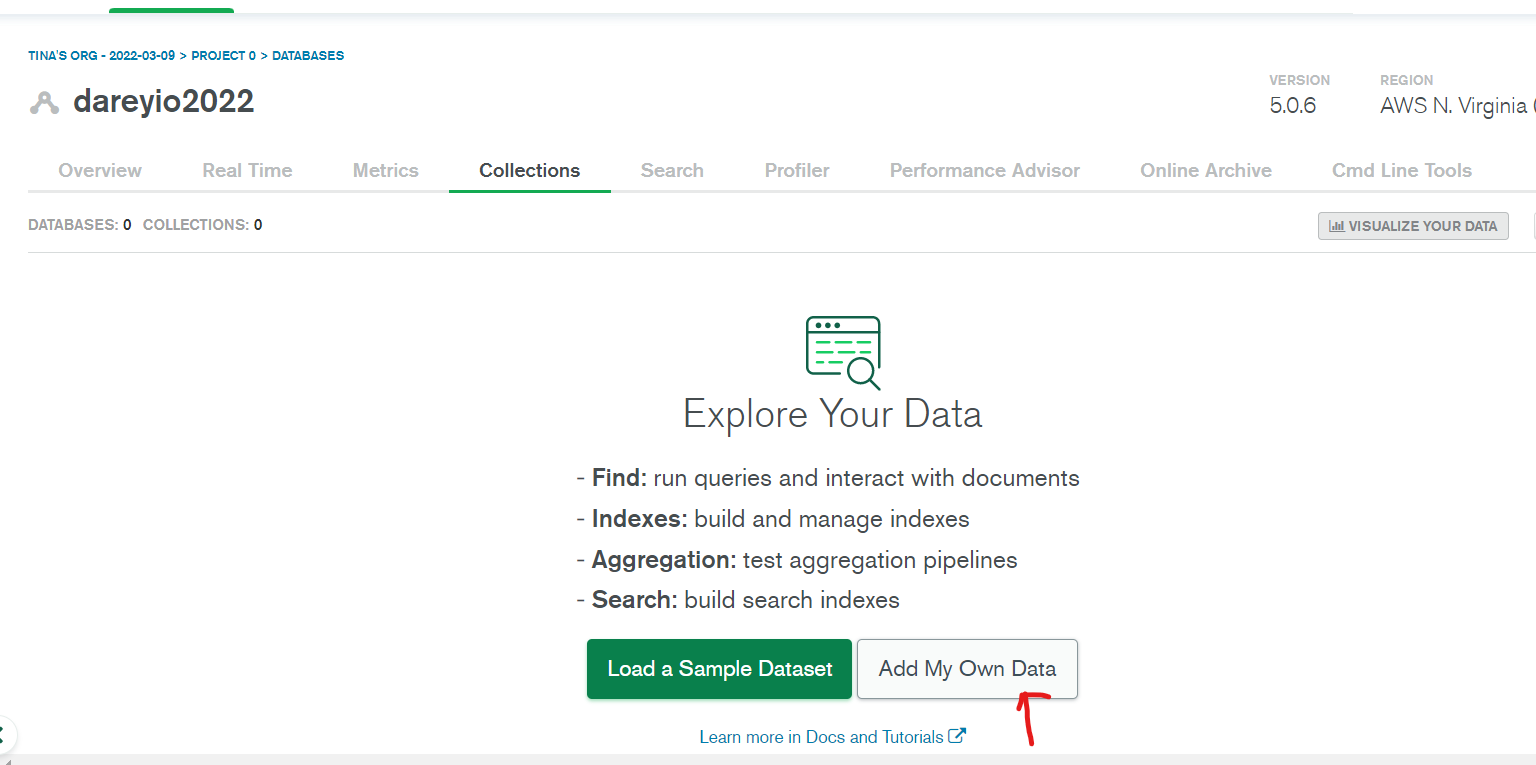 TINA'S ORG - 2022-03-09 > PROJECT 0 > DATABASES
dareyio2022
VERSION
5.0.6
REGION
AWS N. Virginia (
Overview Real Time Metrics Collections Search Profiler Performance Advisor Online Archive Cmd Line Tools
DATABASES: 0 COLLECTIONS: 0
VISUALIZE YOUR DATA
Explore Your Data
- Find: run queries and interact with documents
- Indexes: build and manage indexes
- Aggregation: test aggregation pipelines
- Search: build search indexes
Load a Sample Dataset
Add My Own Data
Learn more in Docs and Tutorials